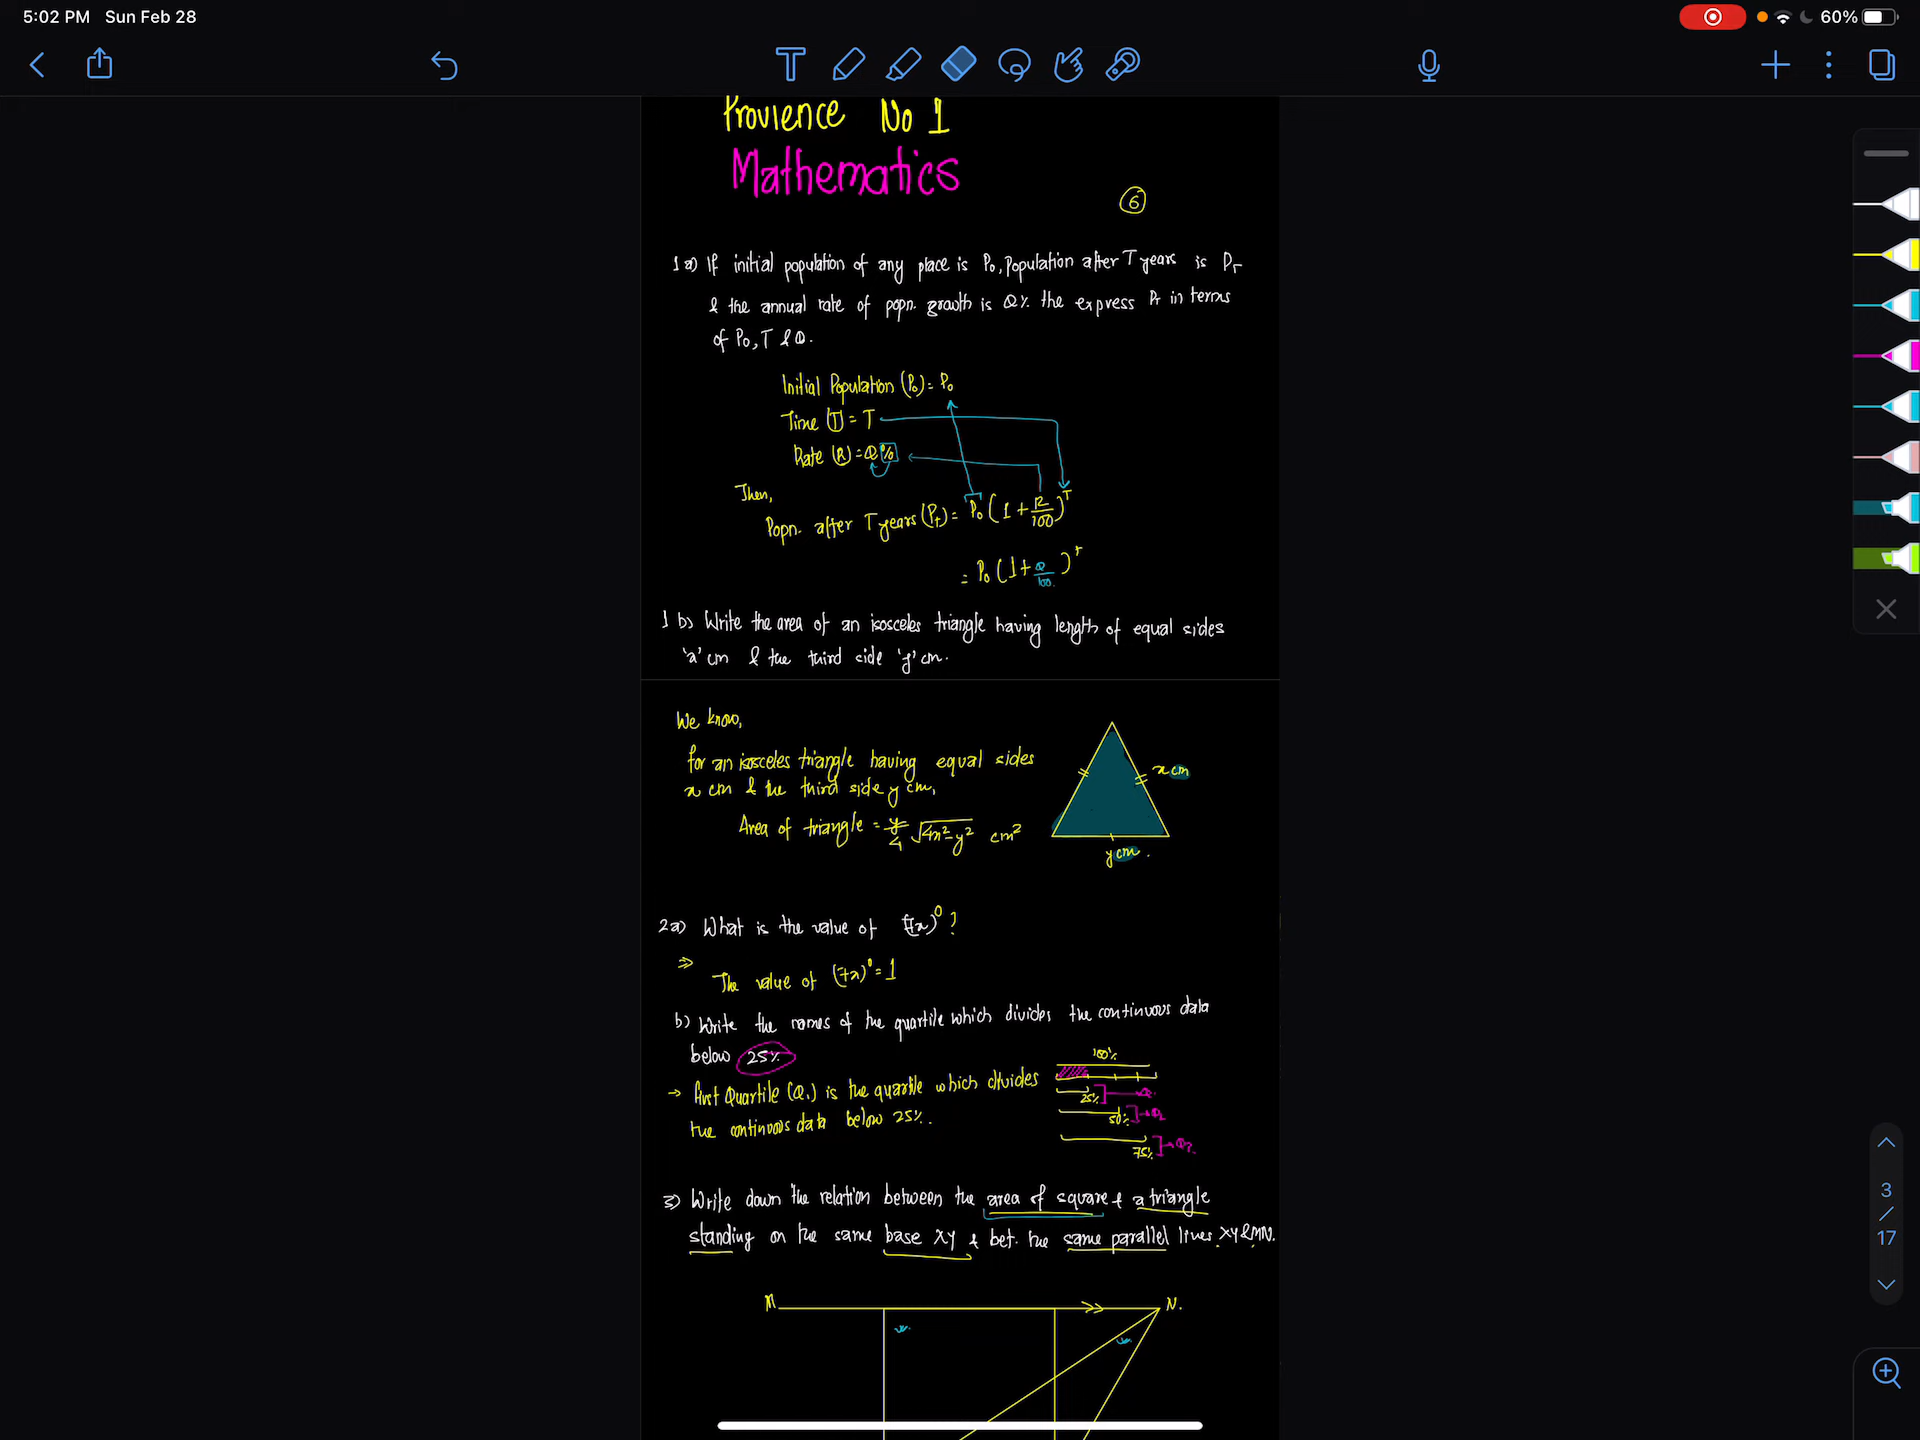 5:02 PM Sun Feb 28
60%
Provience No 1
Mathematics
6
1 a) If initial population of any place is P₀, Population after T years is P_T
& the annual rate of popn. growth is Q% the express P_T in terms
of P₀, T & Q.
Initial Population (P₀) = P₀
Time (T) = T
Rate (R) = Q %
Then,
Popn. after T years (P_T) = P₀ (1 + R/100)^T
= P₀ (1 + Q/100)^T
1 b) Write the area of an isosceles triangle having length of equal sides
'x' cm & the third side 'y' cm.
We know,
for an isosceles triangle having equal sides
x cm & the third side y cm,
Area of triangle = y/4 √4x²-y² cm²
x cm
y cm.
2a) What is the value of (7x)⁰ ?
⇒ The value of (7x)⁰ = 1
b) Write the names of the quartile which divides the continuous data
below 25%
→ first Quartile (Q₁) is the quartile which divides
the continuous data below 25%.
100%
25%
50%
75%
3) Write down the relation between the area of square & a triangle
standing on the same base XY & bet. the same parallel lines XY & MN.
M
N.
3
/
17